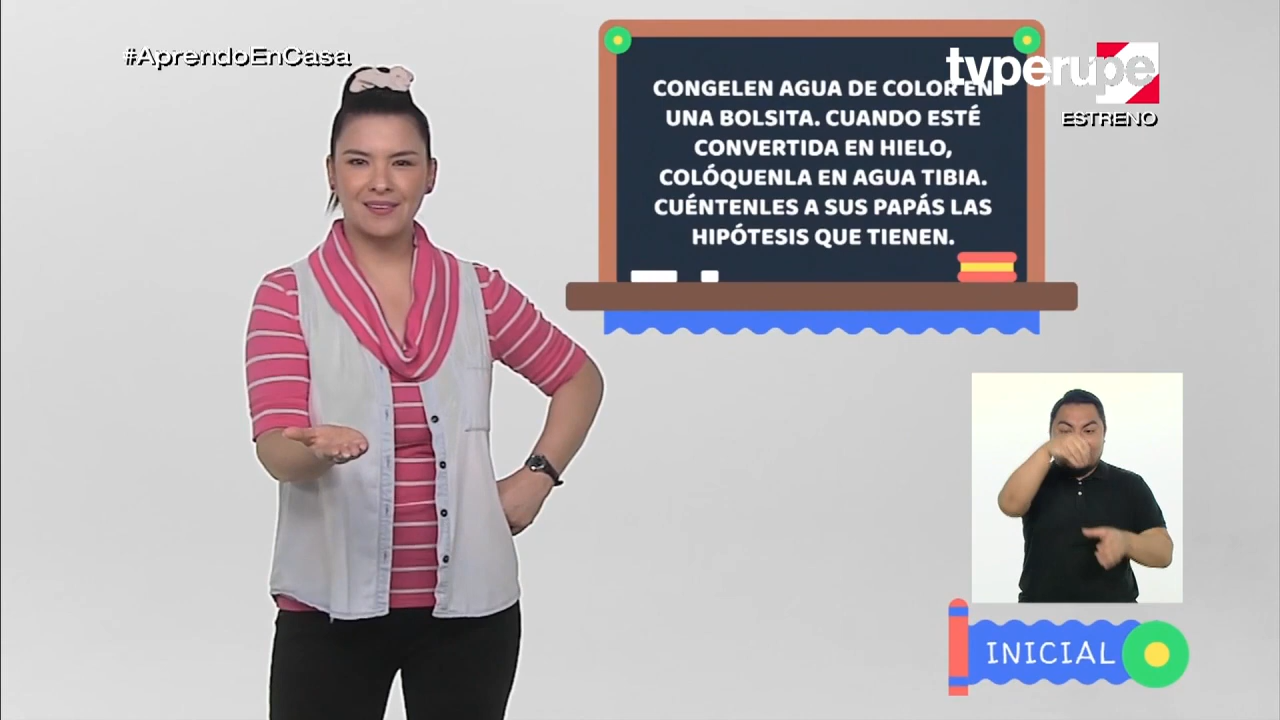 #AprendoEnCasa
tvperu.pe
ESTRENO
CONGELEN AGUA DE COLOR EN
UNA BOLSITA. CUANDO ESTÉ
CONVERTIDA EN HIELO,
COLÓQUENLA EN AGUA TIBIA.
CUÉNTENLES A SUS PAPÁS LAS
HIPÓTESIS QUE TIENEN.
INICIAL